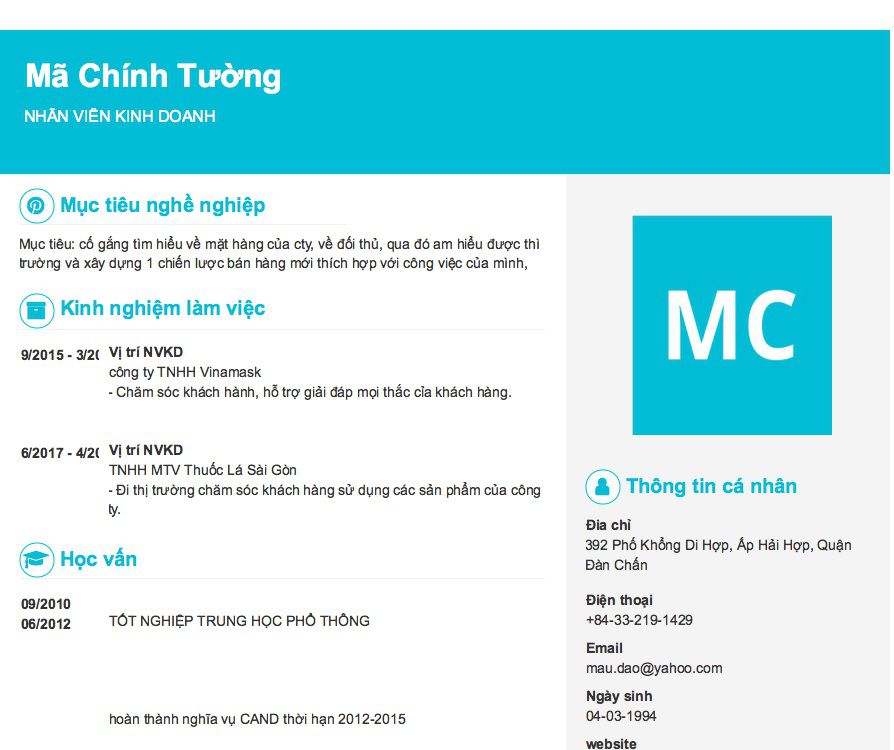 Mã Chính Tường
NHÂN VIÊN KINH DOANH
Mục tiêu nghề nghiệp
Mục tiêu: cố gắng tìm hiểu về mặt hàng của cty, về đối thủ, qua đó am hiểu được thì
trường và xây dựng 1 chiến lược bán hàng mới thích hợp với công việc của mình,
Kinh nghiệm làm việc
9/2015 - 3/20
Vị trí NVKD
công ty TNHH Vinamask
- Chăm sóc khách hành, hỗ trợ giải đáp mọi thắc cỉa khách hàng.
6/2017 - 4/20
Vị trí NVKD
TNHH MTV Thuốc Lá Sài Gòn
- Đi thị trường chăm sóc khách hàng sử dụng các sản phẩm của công
ty.
Học vấn
09/2010
06/2012
TỐT NGHIỆP TRUNG HỌC PHỔ THÔNG
hoàn thành nghĩa vụ CAND thời hạn 2012-2015
MC
Thông tin cá nhân
Địa chỉ
392 Phố Khổng Di Hợp, Ấp Hải Hợp, Quận
Đàn Chấn
Điện thoại
+84-33-219-1429
Email
mau.dao@yahoo.com
Ngày sinh
04-03-1994
website